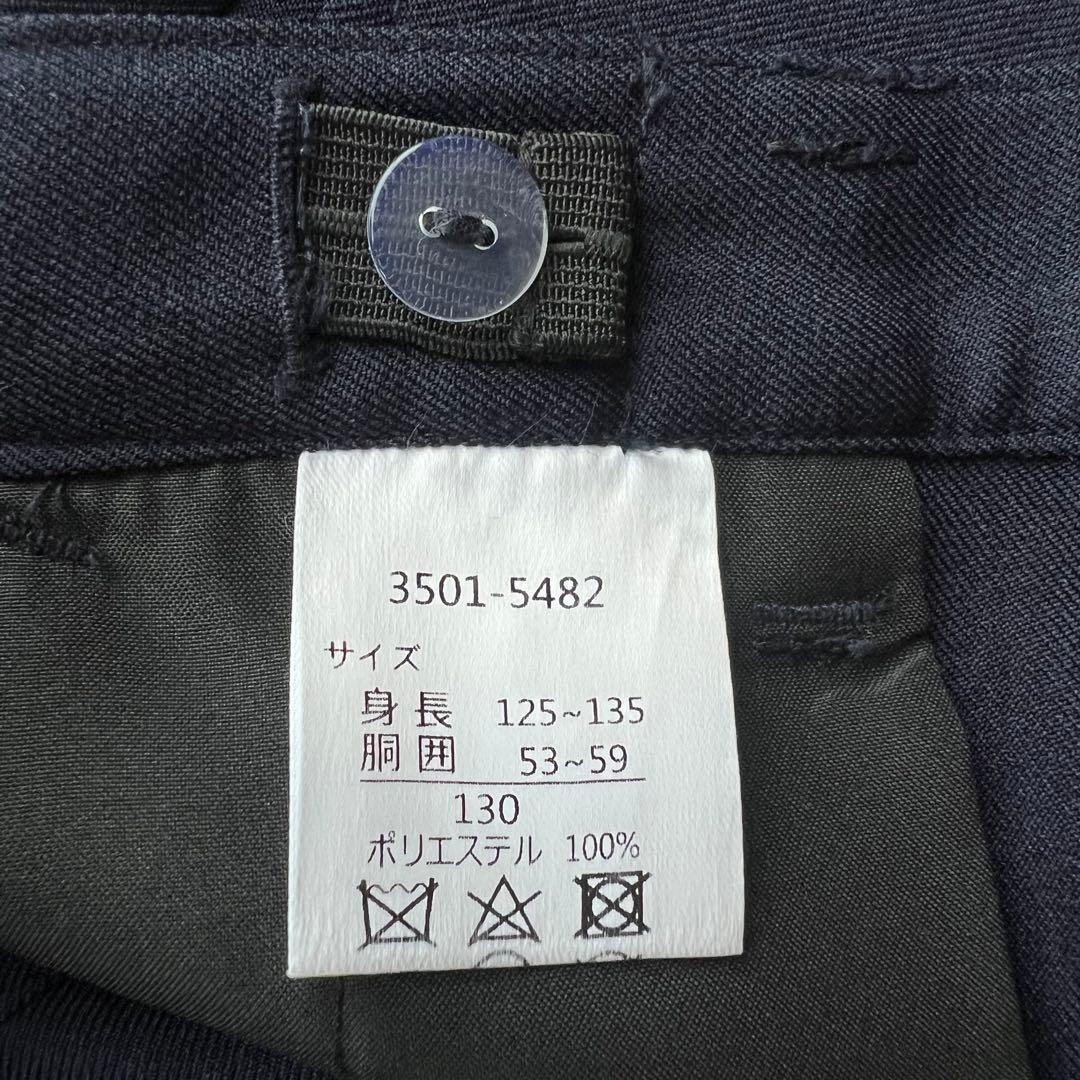 3501-5482
サイズ
身長 125~135
胴囲 53~59
130
ポリエステル 100%